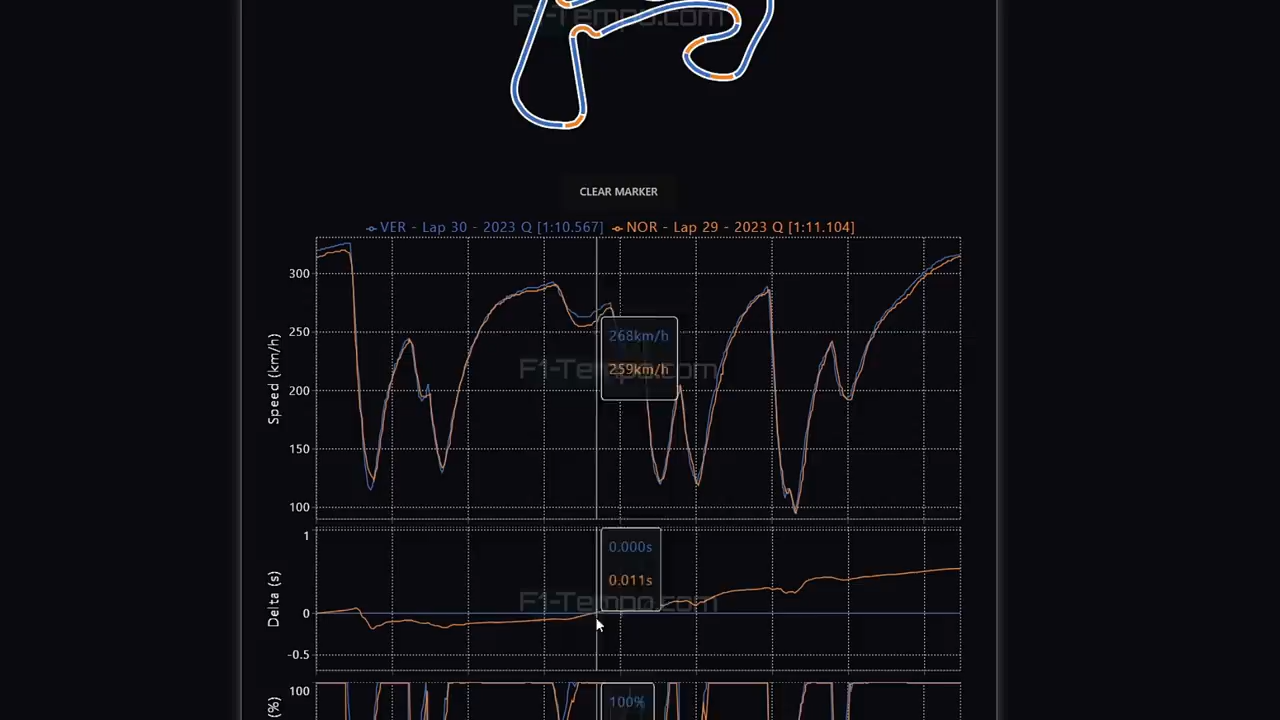 F1-Tempo.com
CLEAR MARKER
VER - Lap 30 - 2023 Q [1:10.567] NOR - Lap 29 - 2023 Q [1:11.104]
300
250
200
150
100
Speed (km/h)
268km/h
259km/h
F1-Tempo.com
1
0
-0.5
Delta (s)
0.000s
0.011s
F1-Tempo.com
100
(%)
100%